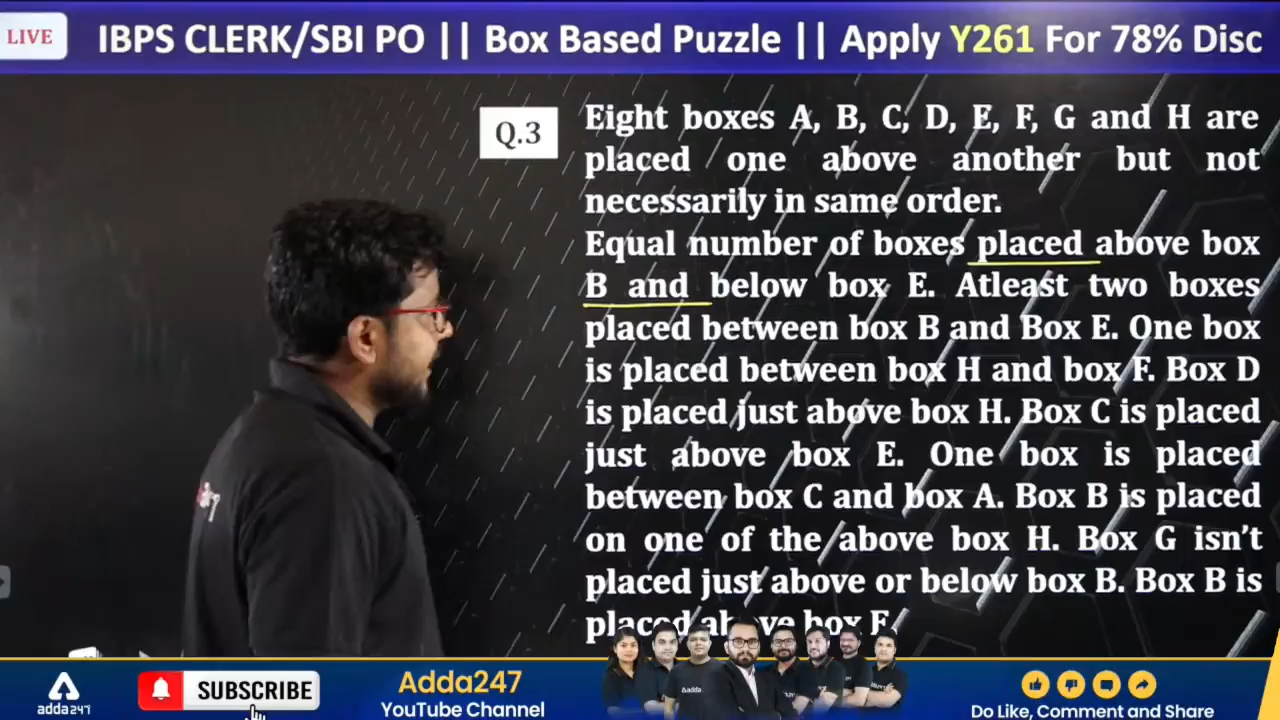 LIVE
IBPS CLERK/SBI PO || Box Based Puzzle || Apply Y261 For 78% Disc
Q.3
Eight boxes A, B, C, D, E, F, G and H are
placed one above another but not
necessarily in same order.
Equal number of boxes placed above box
B and below box E. Atleast two boxes
placed between box B and Box E. One box
is placed between box H and box F. Box D
is placed just above box H. Box C is placed
just above box E. One box is placed
between box C and box A. Box B is placed
on one of the above box H. Box G isn't
placed just above or below box B. Box B is
placed above box
adda247
SUBSCRIBE
Adda247
YouTube Channel
Do Like, Comment and Share